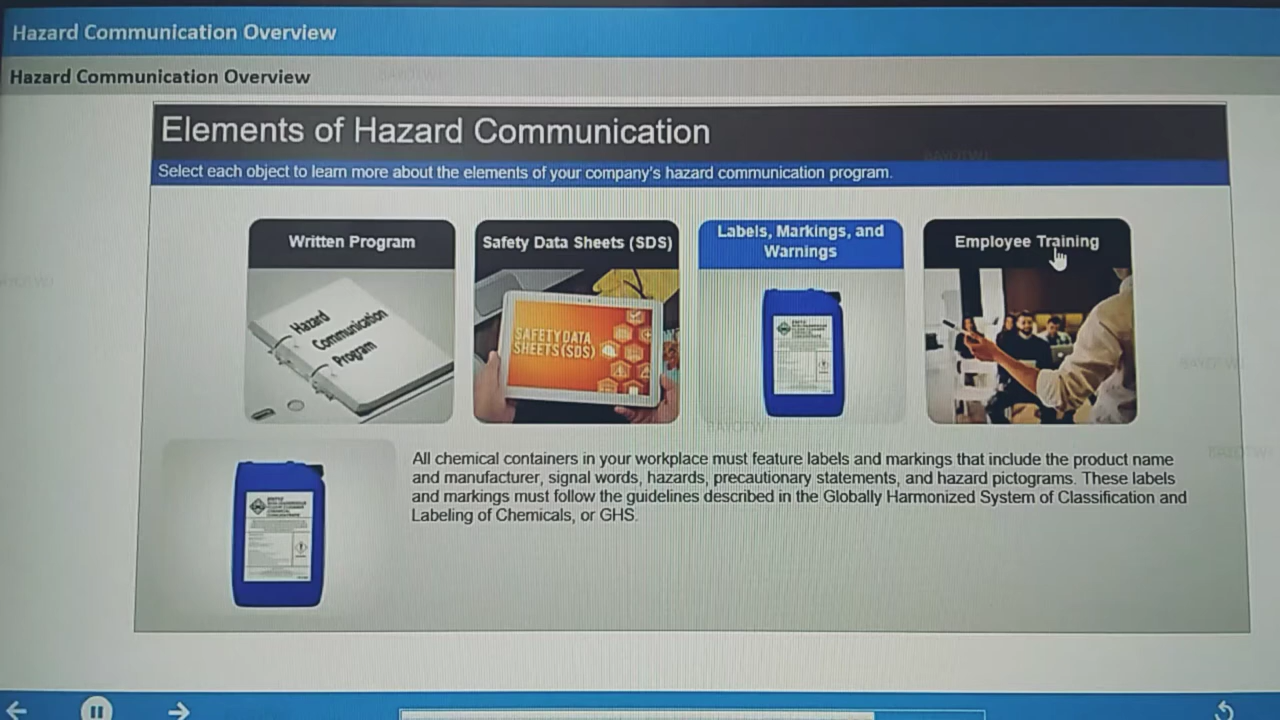 Hazard Communication Overview
Hazard Communication Overview
Elements of Hazard Communication
Select each object to learn more about the elements of your company's hazard communication program.
Written Program
Safety Data Sheets (SDS)
Labels, Markings, and
Warnings
Employee Training
Hazard
Communication
Program
SAFETY DATA
SHEETS (SDS)
All chemical containers in your workplace must feature labels and markings that include the product name
and manufacturer, signal words, hazards, precautionary statements, and hazard pictograms. These labels
and markings must follow the guidelines described in the Globally Harmonized System of Classification and
Labeling of Chemicals, or GHS.